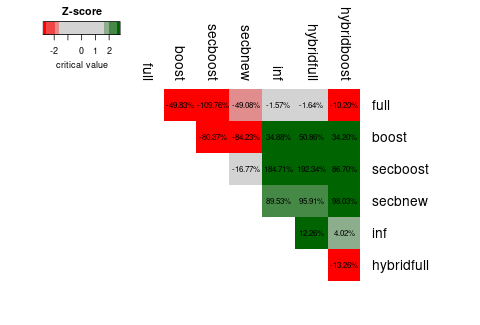 Z-score
-2 0 1 2
critical value
full boost secboost secbnew inf hybridfull hybridboost
-49.83% -109.76% -49.08% -1.57% -1.64% -10.20% full
-80.37% -84.23% 34.88% 50.86% 34.20% boost
-16.77% 184.71% 192.34% 86.70% secboost
89.53% 95.91% 98.03% secbnew
12.26% 4.02% inf
-13.26% hybridfull